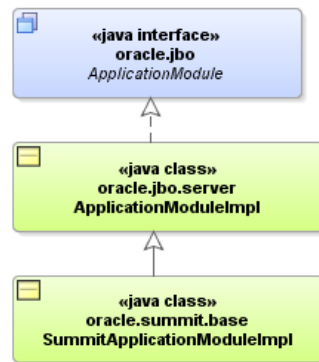 «java interface»
oracle.jbo
ApplicationModule
«java class»
oracle.jbo.server
ApplicationModuleImpl
«java class»
oracle.summit.base
SummitApplicationModuleImpl